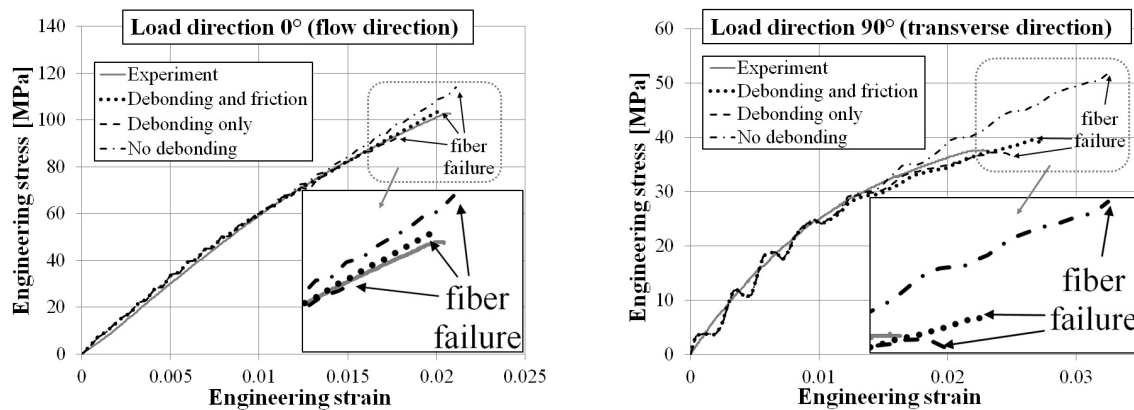 Load direction 0° (flow direction)
Engineering stress [MPa]
140
120
100
80
60
40
20
0
Experiment
Debonding and friction
Debonding only
No debonding
fiber
failure
fiber
failure
0
0.005
0.01
0.015
0.02
0.025
Engineering strain
Load direction 90° (transverse direction)
Engineering stress [MPa]
60
50
40
30
20
10
0
Experiment
Debonding and friction
Debonding only
No debonding
fiber
failure
fiber
failure
0
0.01
0.02
0.03
Engineering strain